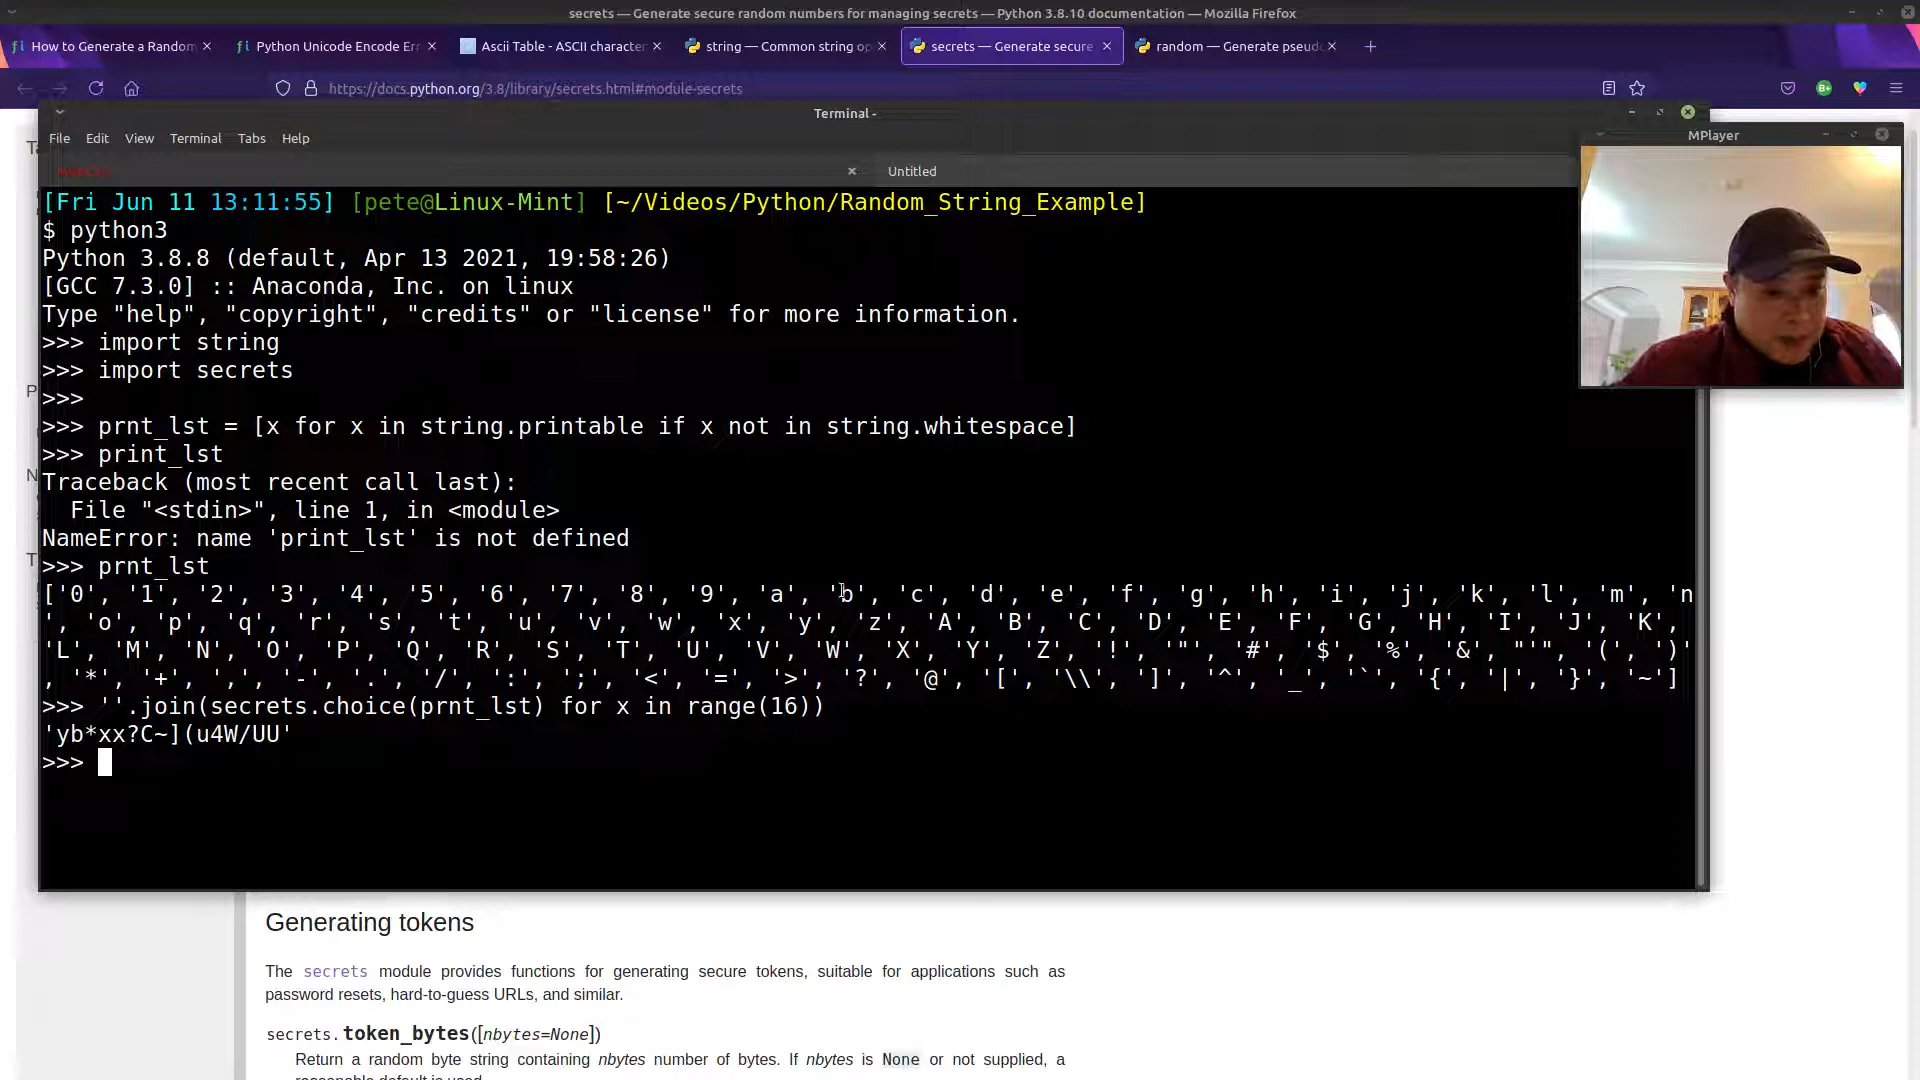 secrets — Generate secure random numbers for managing secrets — Python 3.8.10 documentation — Mozilla Firefox
How to Generate a Random
Python Unicode Encode Err
Ascii Table - ASCII character
string — Common string op
secrets — Generate secure
random — Generate pseud
https://docs.python.org/3.8/library/secrets.html#module-secrets
Terminal -
File Edit View Terminal Tabs Help
MPlayer
Untitled
[Fri Jun 11 13:11:55] [pete@Linux-Mint] [~/Videos/Python/Random_String_Example]
$ python3
Python 3.8.8 (default, Apr 13 2021, 19:58:26)
[GCC 7.3.0] :: Anaconda, Inc. on linux
Type "help", "copyright", "credits" or "license" for more information.
>>> import string
>>> import secrets
>>>
>>> prnt_lst = [x for x in string.printable if x not in string.whitespace]
>>> print_lst
Traceback (most recent call last):
  File "<stdin>", line 1, in <module>
NameError: name 'print_lst' is not defined
>>> prnt_lst
['0', '1', '2', '3', '4', '5', '6', '7', '8', '9', 'a', 'b', 'c', 'd', 'e', 'f', 'g', 'h', 'i', 'j', 'k', 'l', 'm', 'n
', 'o', 'p', 'q', 'r', 's', 't', 'u', 'v', 'w', 'x', 'y', 'z', 'A', 'B', 'C', 'D', 'E', 'F', 'G', 'H', 'I', 'J', 'K',
'L', 'M', 'N', 'O', 'P', 'Q', 'R', 'S', 'T', 'U', 'V', 'W', 'X', 'Y', 'Z', '!', '"', '#', '$', '%', '&', "'", '(', ')'
, '*', '+', ',', '-', '.', '/', ':', ';', '<', '=', '>', '?', '@', '[', '\\', ']', '^', '_', '`', '{', '|', '}', '~']
>>> ''.join(secrets.choice(prnt_lst) for x in range(16))
'yb*xx?C~](u4W/UU'
>>>
Generating tokens
The secrets module provides functions for generating secure tokens, suitable for applications such as
password resets, hard-to-guess URLs, and similar.
secrets.token_bytes([nbytes=None])
Return a random byte string containing nbytes number of bytes. If nbytes is None or not supplied, a
reasonable default is used.